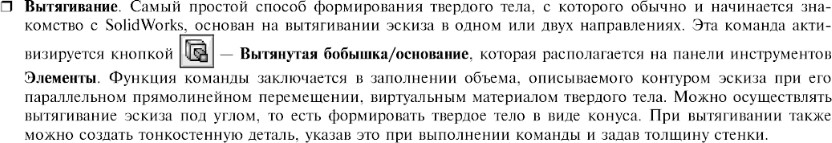 ❒ Вытягивание. Самый простой способ формирования твердого тела, с которого обычно и начинается зна-
комство с SolidWorks, основан на вытягивании эскиза в одном или двух направлениях. Эта команда акти-
визируется кнопкой — Вытянутая бобышка/основание, которая располагается на панели инструментов
Элементы. Функция команды заключается в заполнении объема, описываемого контуром эскиза при его
параллельном прямолинейном перемещении, виртуальным материалом твердого тела. Можно осуществлять
вытягивание эскиза под углом, то есть формировать твердое тело в виде конуса. При вытягивании также
можно создать тонкостенную деталь, указав это при выполнении команды и задав толщину стенки.